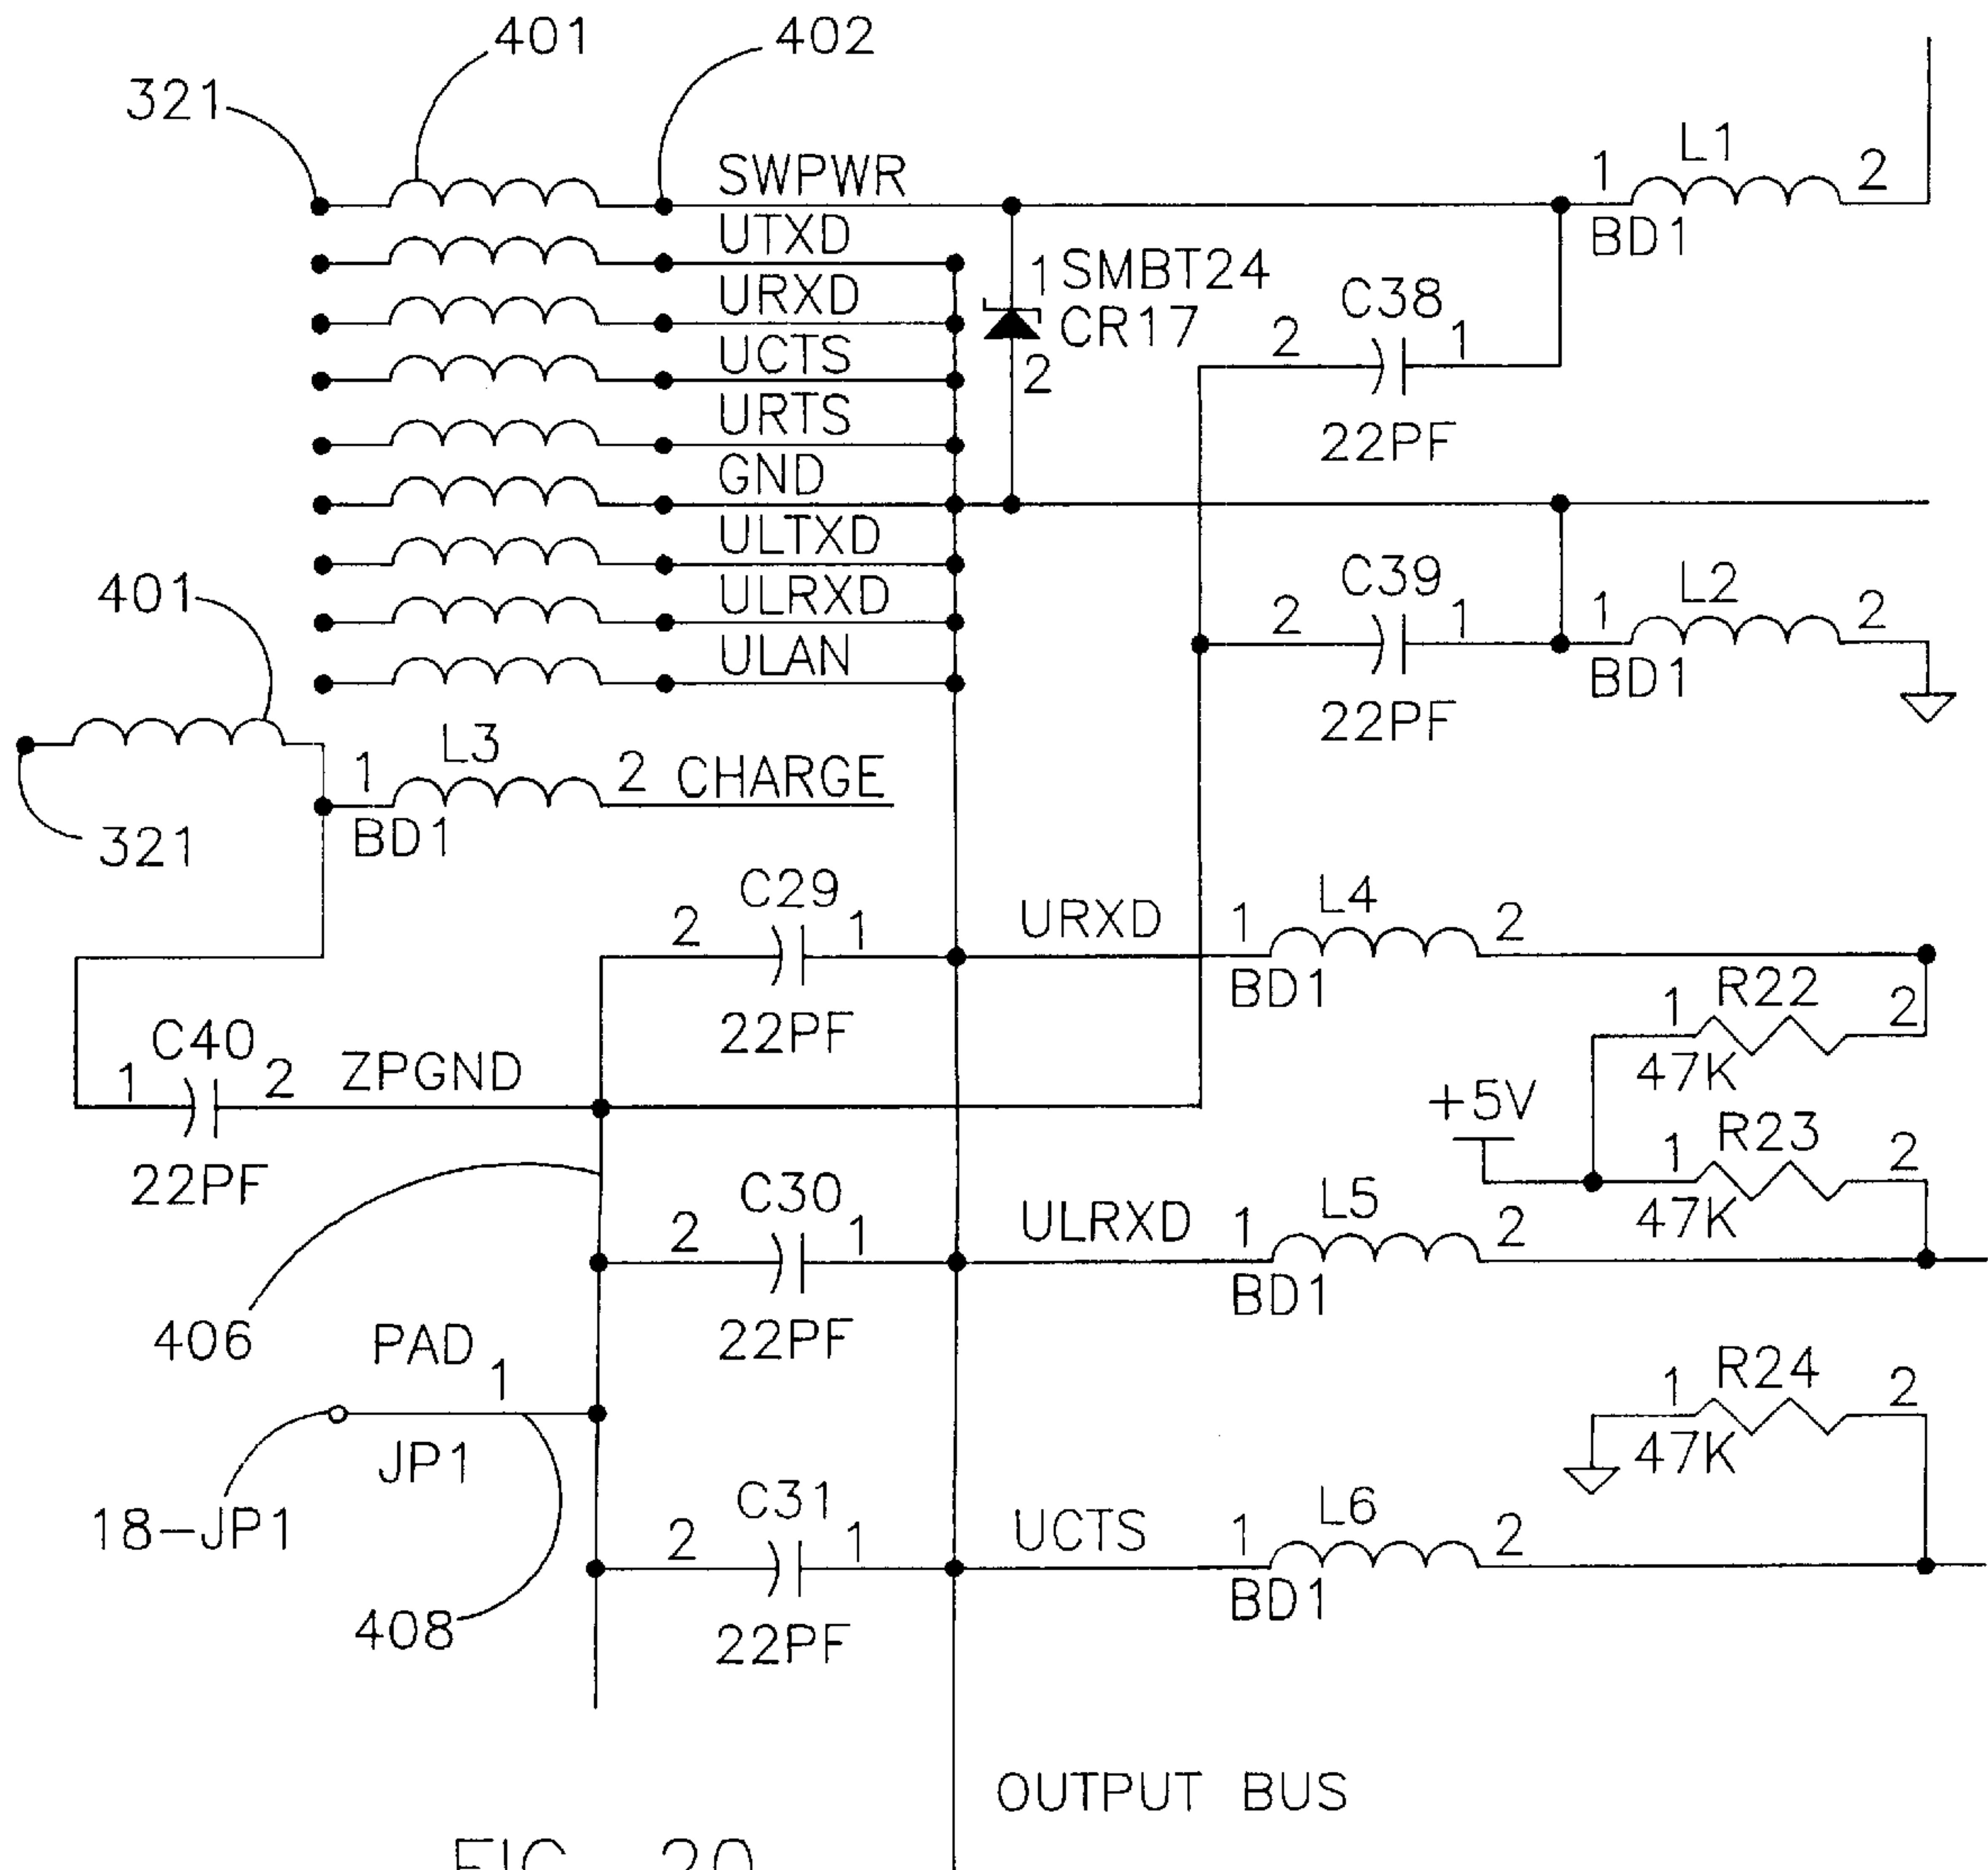 401
402
321
SWPWR
1
L1
2
BD1
UTXD
URXD
1 SMBT24
CR17
2
C38
2
1
22PF
UCTS
URTS
GND
ULTXD
ULRXD
ULAN
C39
2
1
22PF
L2
1
2
BD1
401
321
L3
1
2 CHARGE
BD1
C29
2
1
22PF
URXD
L4
1
2
BD1
R22
1
2
47K
C40
1
2
ZPGND
22PF
+5V
R23
1
2
47K
C30
2
1
22PF
ULRXD
L5
1
2
BD1
406
PAD
1
JP1
18-JP1
408
R24
1
2
47K
C31
2
1
22PF
UCTS
L6
1
2
BD1
OUTPUT BUS
FIG. 20